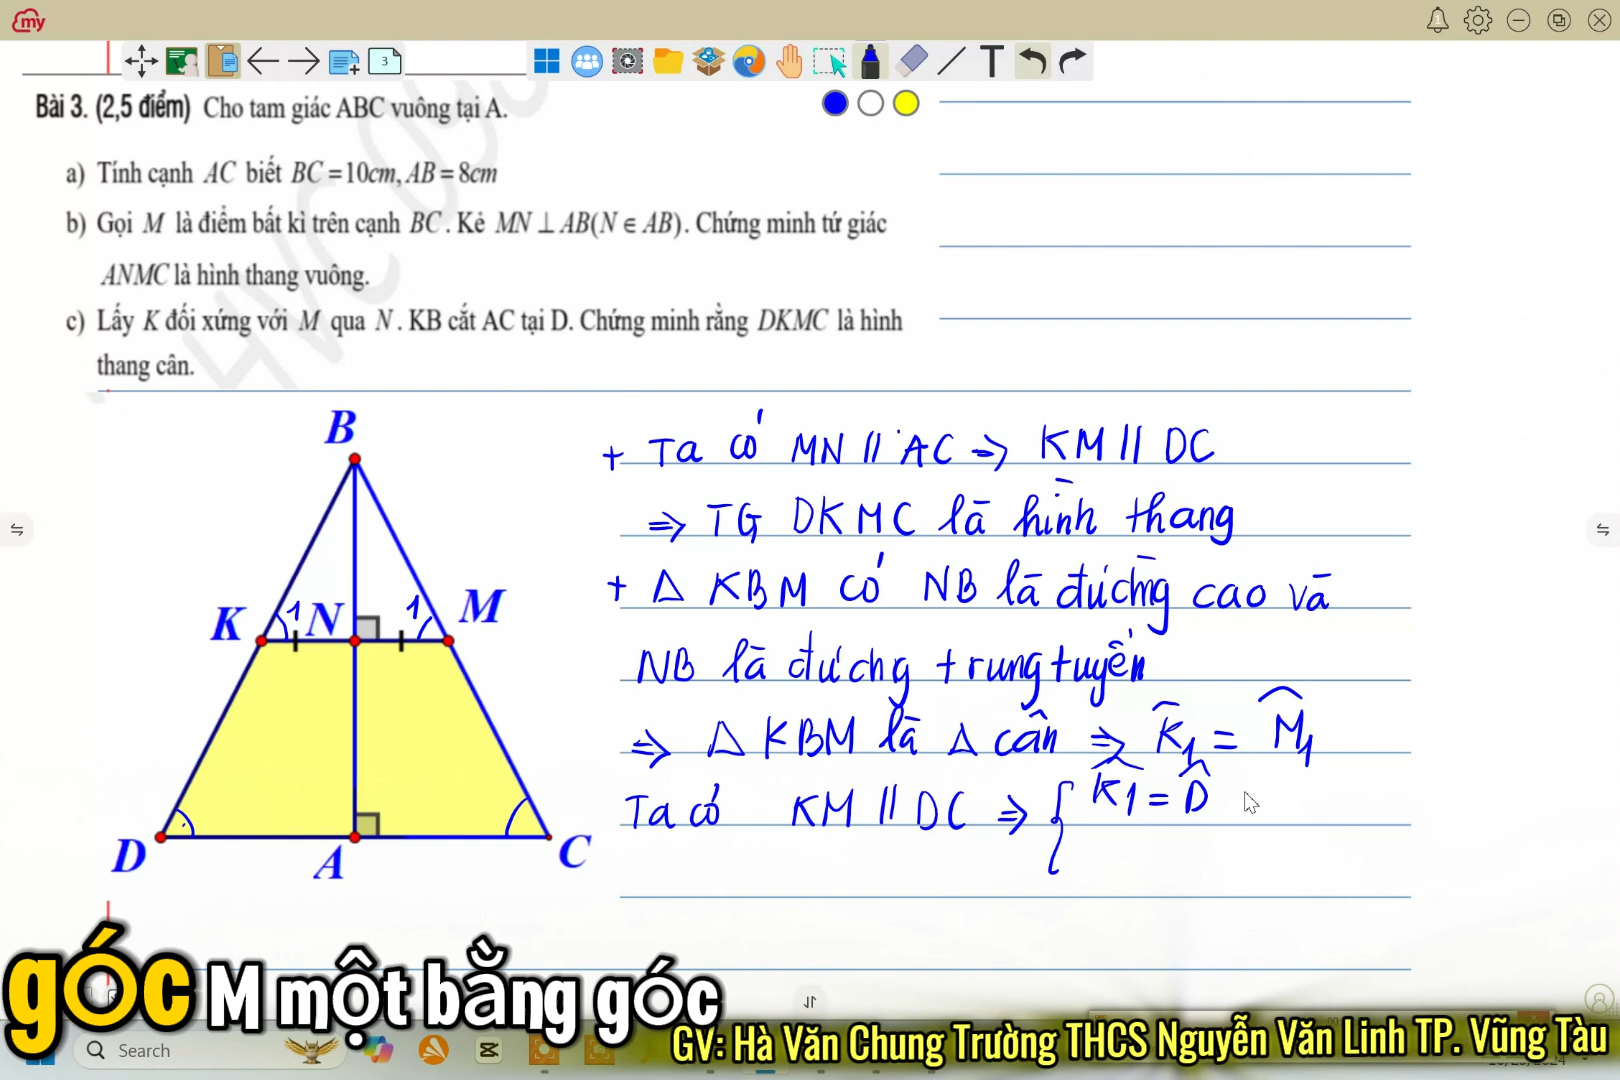 my
3
T
Bài 3. (2,5 điểm) Cho tam giác ABC vuông tại A.
a) Tính cạnh AC biết BC = 10cm, AB = 8cm
b) Gọi M là điểm bất kì trên cạnh BC. Kẻ MN ⊥ AB(N ∈ AB). Chứng minh tứ giác
ANMC là hình thang vuông.
c) Lấy K đối xứng với M qua N. KB cắt AC tại D. Chứng minh rằng DKMC là hình
thang cân.
B
K 1 N 1 M
D A C
+ Ta có MN // AC ⇒ KM // DC
⇒ TG DKMC là hình thang
+ Δ KBM có NB là đường cao và
NB là đường trung tuyến
⇒ Δ KBM là Δ cân ⇒ K̂₁ = M̂₁
Ta có KM // DC ⇒ { K̂1 = D̂
gÓc M một bằng góc
GV: Hà Văn Chung Trường THCS Nguyễn Văn Linh TP. Vũng Tàu
Search